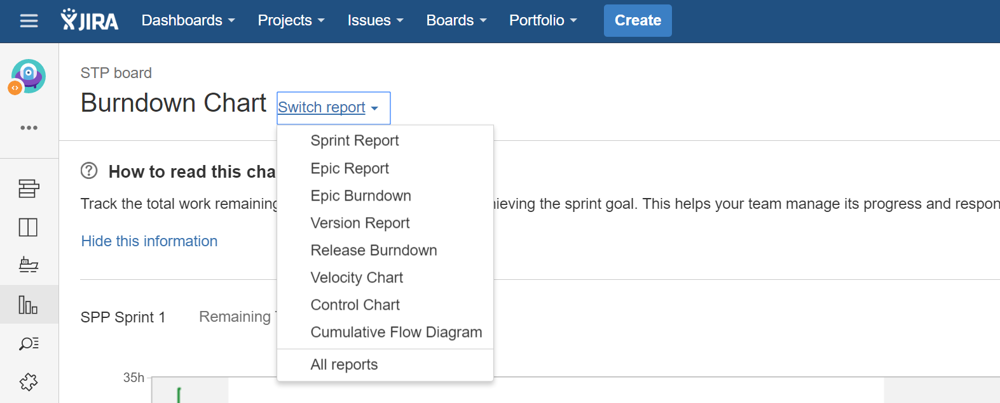 JIRA Dashboards Projects Issues Boards Portfolio Create
STP board
Burndown Chart Switch report
Sprint Report
Epic Report
Epic Burndown
Version Report
Release Burndown
Velocity Chart
Control Chart
Cumulative Flow Diagram
All reports
How to read this cha
Track the total work remaining ieving the sprint goal. This helps your team manage its progress and respon
Hide this information
SPP Sprint 1 Remaining
35h